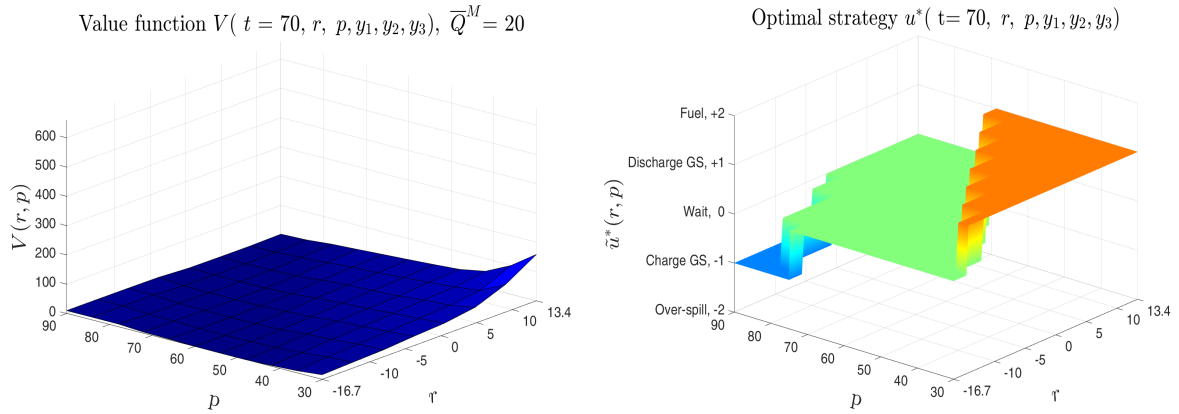 Value function V( t = 70, r, p, y₁, y₂, y₃), Q̅ᴹ = 20
V(r, p)
600
500
400
300
200
100
0
90
80
70
60
50
40
30
p
-16.7
-10
-5
0
5
10
13.4
r
Optimal strategy u*( t= 70, r, p, y₁, y₂, y₃)
ũ*(r, p)
Fuel, +2
Discharge GS, +1
Wait, 0
Charge GS, -1
Over-spill, -2
90
80
70
60
50
40
30
p
-16.7
-10
-5
0
5
10
13.4
r